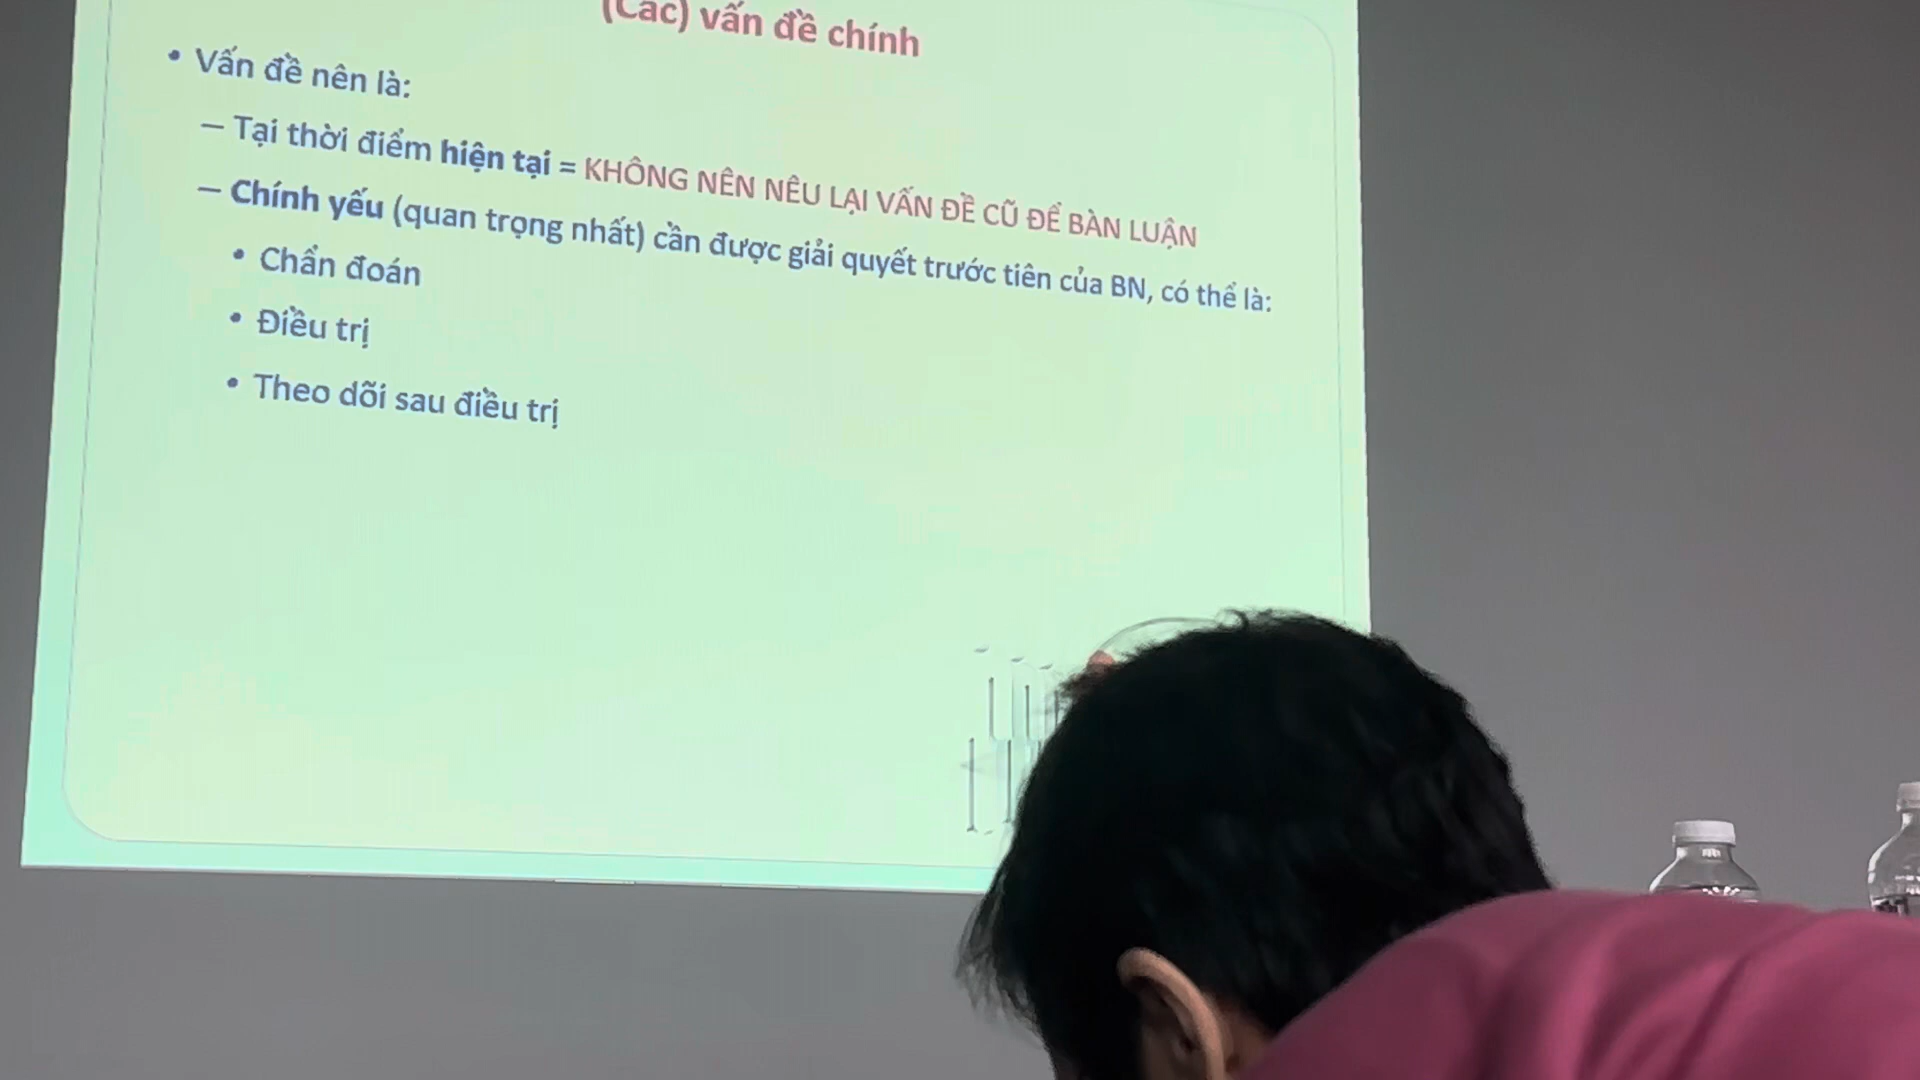 (Các) vấn đề chính
• Vấn đề nên là:
– Tại thời điểm hiện tại = KHÔNG NÊN NÊU LẠI VẤN ĐỀ CŨ ĐỂ BÀN LUẬN
– Chính yếu (quan trọng nhất) cần được giải quyết trước tiên của BN, có thể là:
• Chẩn đoán
• Điều trị
• Theo dõi sau điều trị